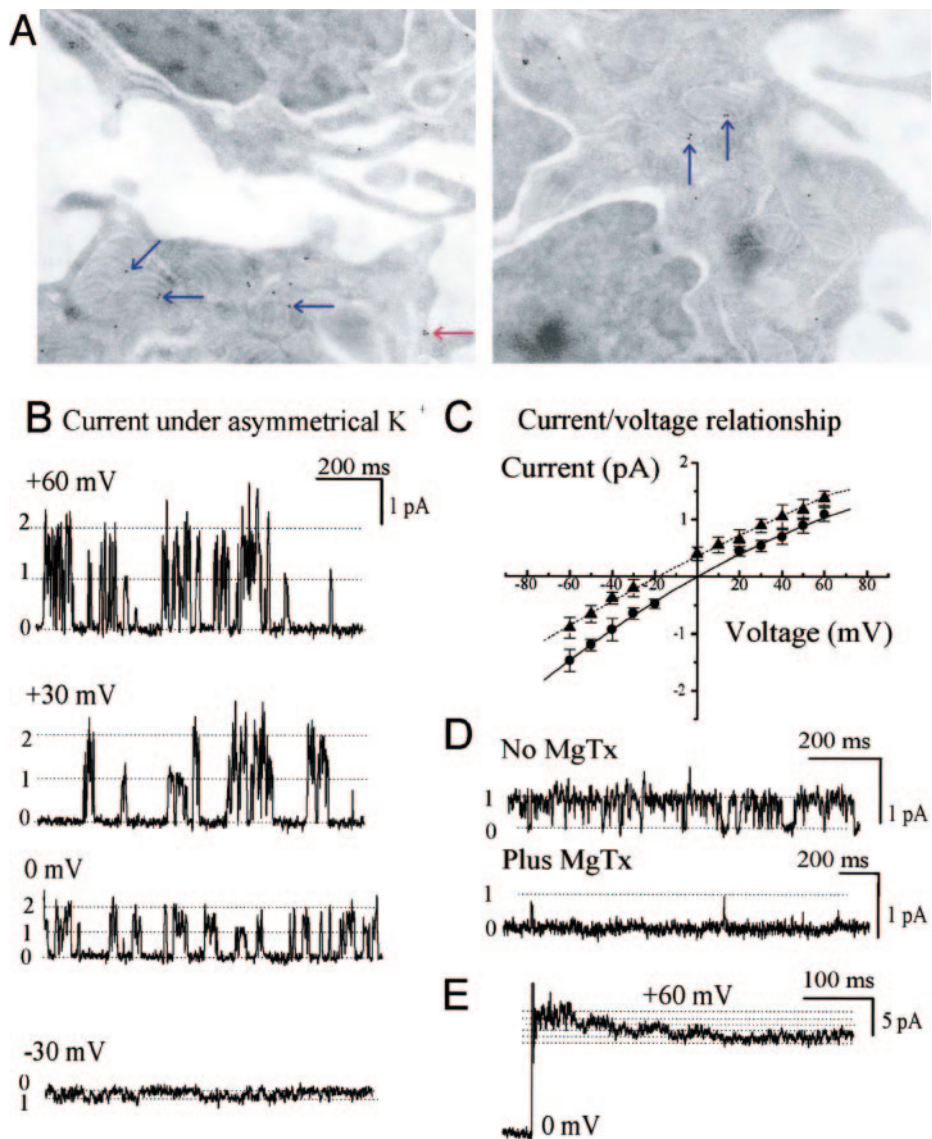 A
B Current under asymmetrical K +
+60 mV
200 ms
1 pA
2
1
0
+30 mV
2
1
0
0 mV
2
1
0
-30 mV
0
1
C Current/voltage relationship
Current (pA)
2
1
-80 -60 -40 -20 0 20 40 60 80
-1
-2
Voltage (mV)
D No MgTx
200 ms
1 pA
1
0
Plus MgTx
200 ms
1 pA
1
0
E
+60 mV
100 ms
5 pA
0 mV